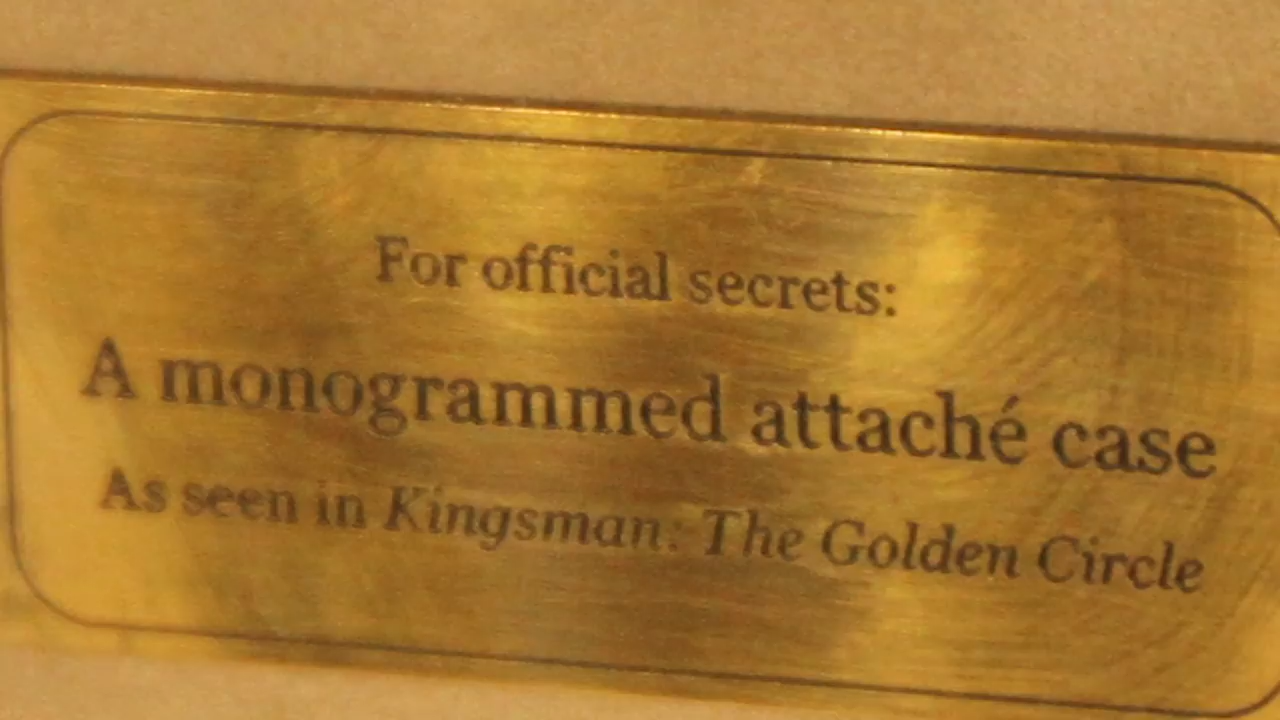 For official secrets:
A monogrammed attaché case
As seen in Kingsman: The Golden Circle